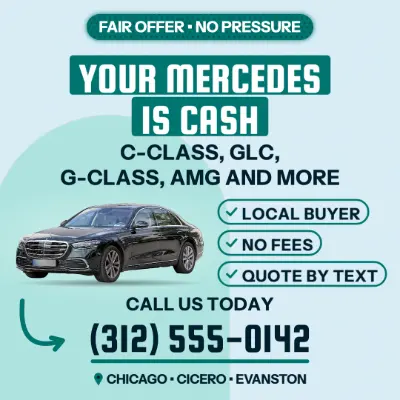 FAIR OFFER • NO PRESSURE
YOUR MERCEDES
IS CASH
C-CLASS, GLC,
G-CLASS, AMG AND MORE
LOCAL BUYER
NO FEES
QUOTE BY TEXT
CALL US TODAY
(312) 555-0142
CHICAGO • CICERO • EVANSTON